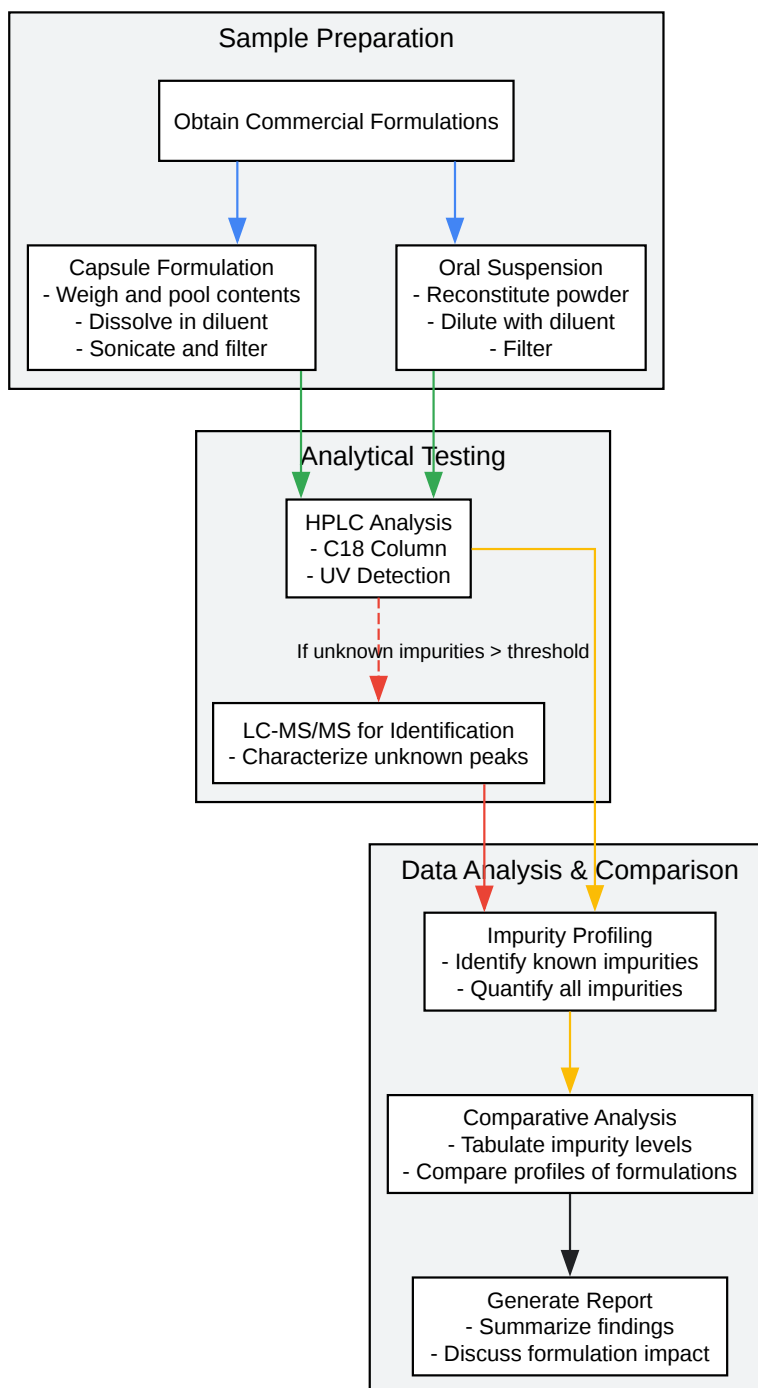 Sample Preparation
Obtain Commercial Formulations
Capsule Formulation
- Weigh and pool contents
- Dissolve in diluent
- Sonicate and filter
Oral Suspension
- Reconstitute powder
- Dilute with diluent
- Filter
Analytical Testing
HPLC Analysis
- C18 Column
- UV Detection
If unknown impurities > threshold
LC-MS/MS for Identification
- Characterize unknown peaks
Data Analysis & Comparison
Impurity Profiling
- Identify known impurities
- Quantify all impurities
Comparative Analysis
- Tabulate impurity levels
- Compare profiles of formulations
Generate Report
- Summarize findings
- Discuss formulation impact